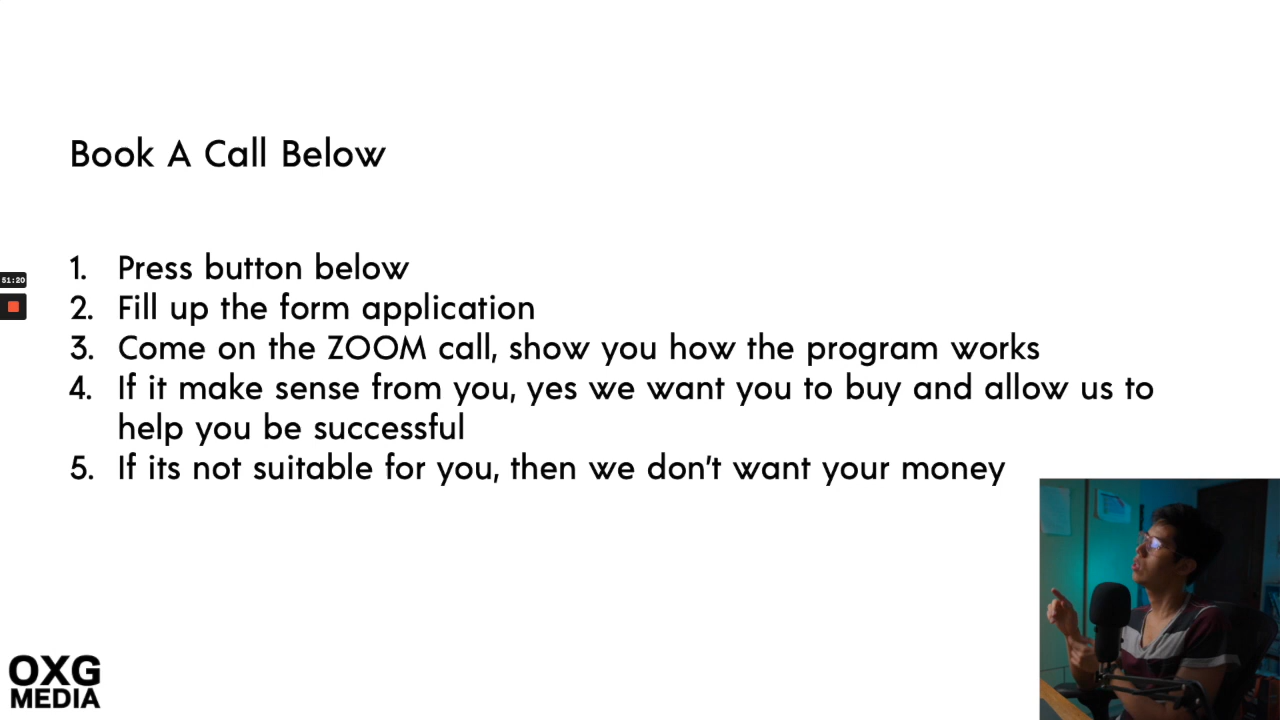 Book A Call Below
1. Press button below
2. Fill up the form application
3. Come on the ZOOM call, show you how the program works
4. If it make sense from you, yes we want you to buy and allow us to
help you be successful
5. If its not suitable for you, then we don't want your money
51:20
OXG
MEDIA